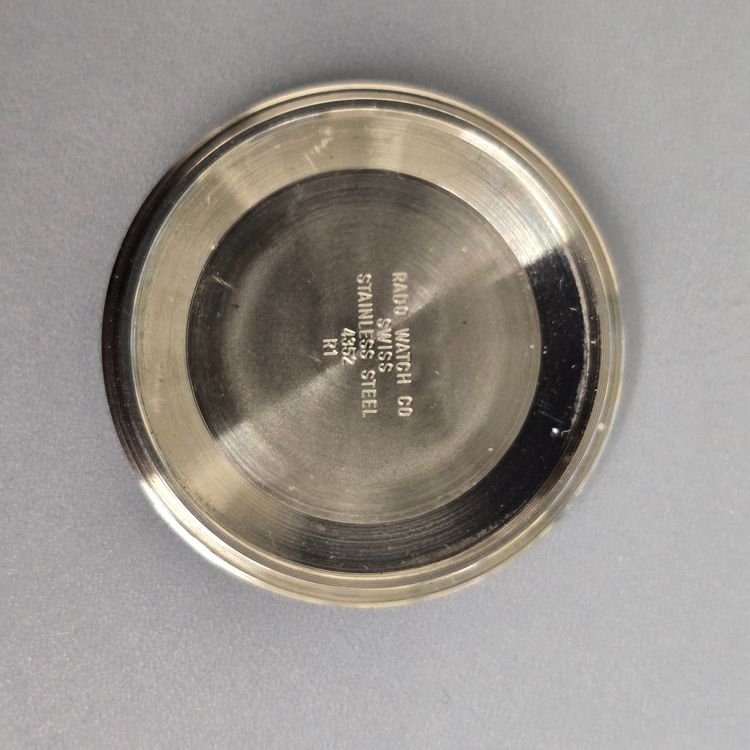 RADO WATCH CO
SWISS
STAINLESS STEEL
4352
R1